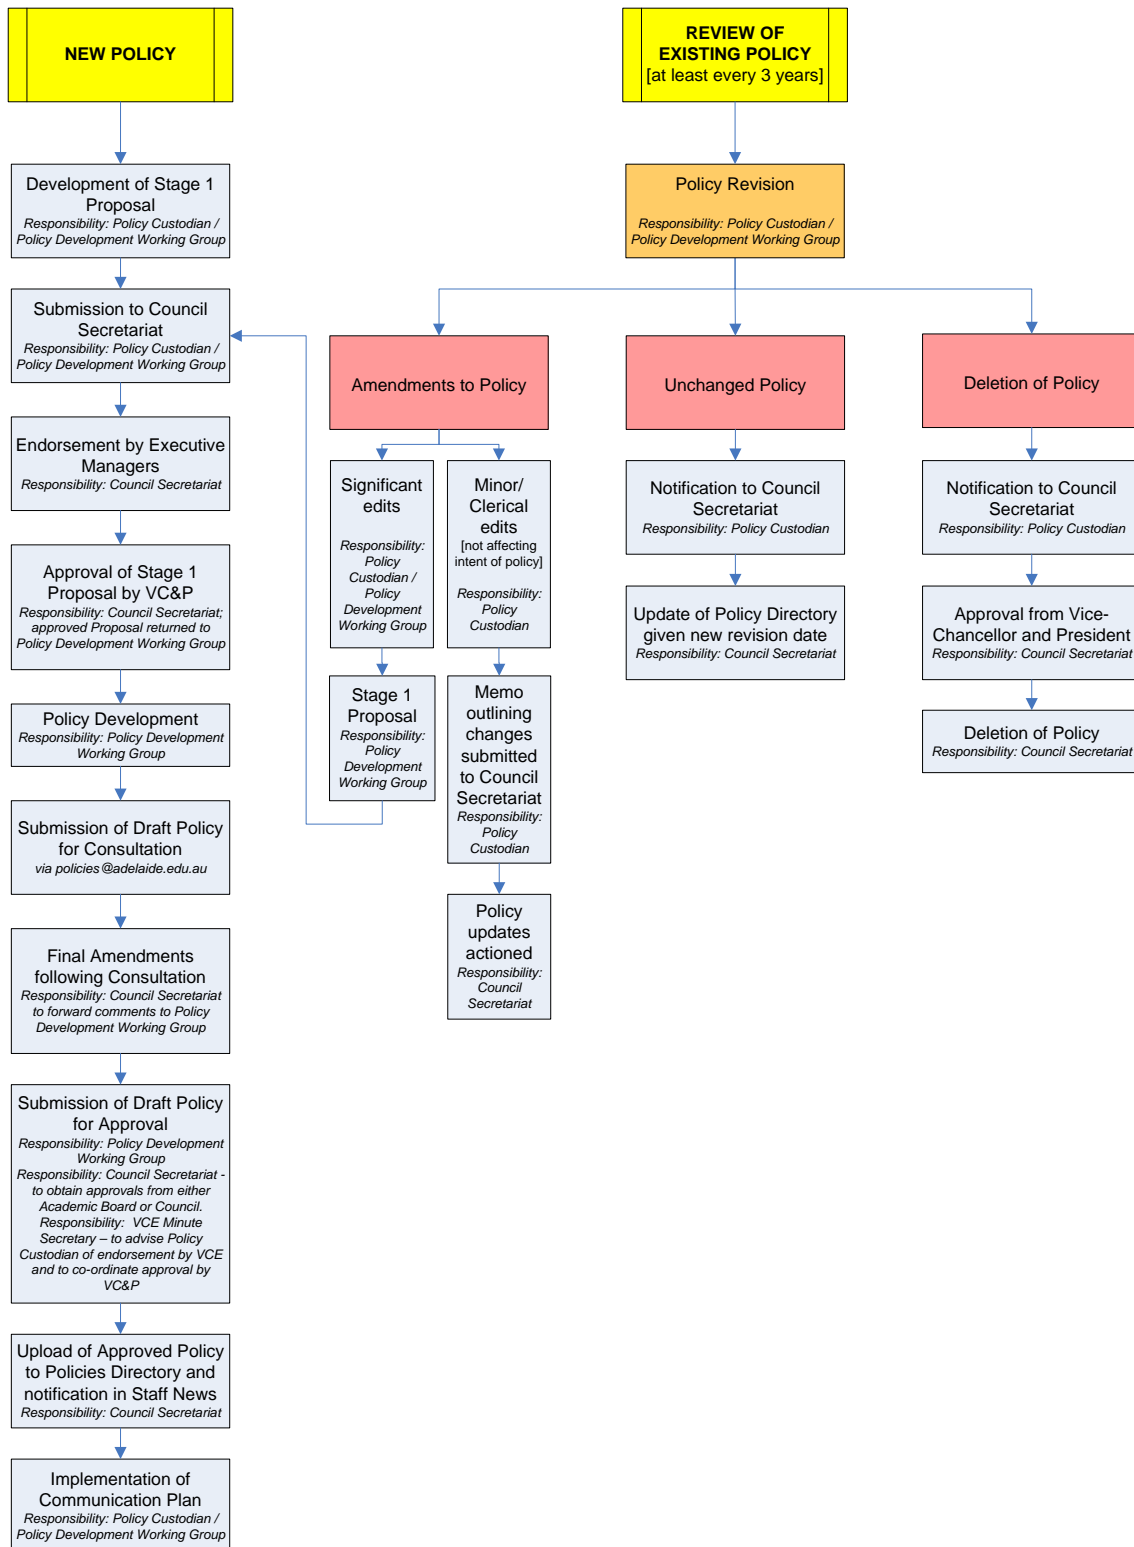 NEW POLICY
REVIEW OF
EXISTING POLICY
[at least every 3 years]
Development of Stage 1
Proposal
Responsibility: Policy Custodian /
Policy Development Working Group
Policy Revision
Responsibility: Policy Custodian /
Policy Development Working Group
Submission to Council
Secretariat
Responsibility: Policy Custodian /
Policy Development Working Group
Amendments to Policy
Unchanged Policy
Deletion of Policy
Endorsement by Executive
Managers
Responsibility: Council Secretariat
Significant
edits
Responsibility:
Policy
Custodian /
Policy
Development
Working Group
Minor/
Clerical
edits
[not affecting
intent of policy]
Responsibility:
Policy
Custodian
Notification to Council
Secretariat
Responsibility: Policy Custodian
Notification to Council
Secretariat
Responsibility: Policy Custodian
Approval of Stage 1
Proposal by VC&P
Responsibility: Council Secretariat;
approved Proposal returned to
Policy Development Working Group
Update of Policy Directory
given new revision date
Responsibility: Council Secretariat
Approval from Vice-
Chancellor and President
Responsibility: Council Secretariat
Policy Development
Responsibility: Policy Development
Working Group
Stage 1
Proposal
Responsibility:
Policy
Development
Working Group
Memo
outlining
changes
submitted
to Council
Secretariat
Responsibility:
Policy
Custodian
Deletion of Policy
Responsibility: Council Secretariat
Submission of Draft Policy
for Consultation
via policies@adelaide.edu.au
Policy
updates
actioned
Responsibility:
Council
Secretariat
Final Amendments
following Consultation
Responsibility: Council Secretariat
to forward comments to Policy
Development Working Group
Submission of Draft Policy
for Approval
Responsibility: Policy Development
Working Group
Responsibility: Council Secretariat -
to obtain approvals from either
Academic Board or Council.
Responsibility: VCE Minute
Secretary – to advise Policy
Custodian of endorsement by VCE
and to co-ordinate approval by
VC&P
Upload of Approved Policy
to Policies Directory and
notification in Staff News
Responsibility: Council Secretariat
Implementation of
Communication Plan
Responsibility: Policy Custodian /
Policy Development Working Group